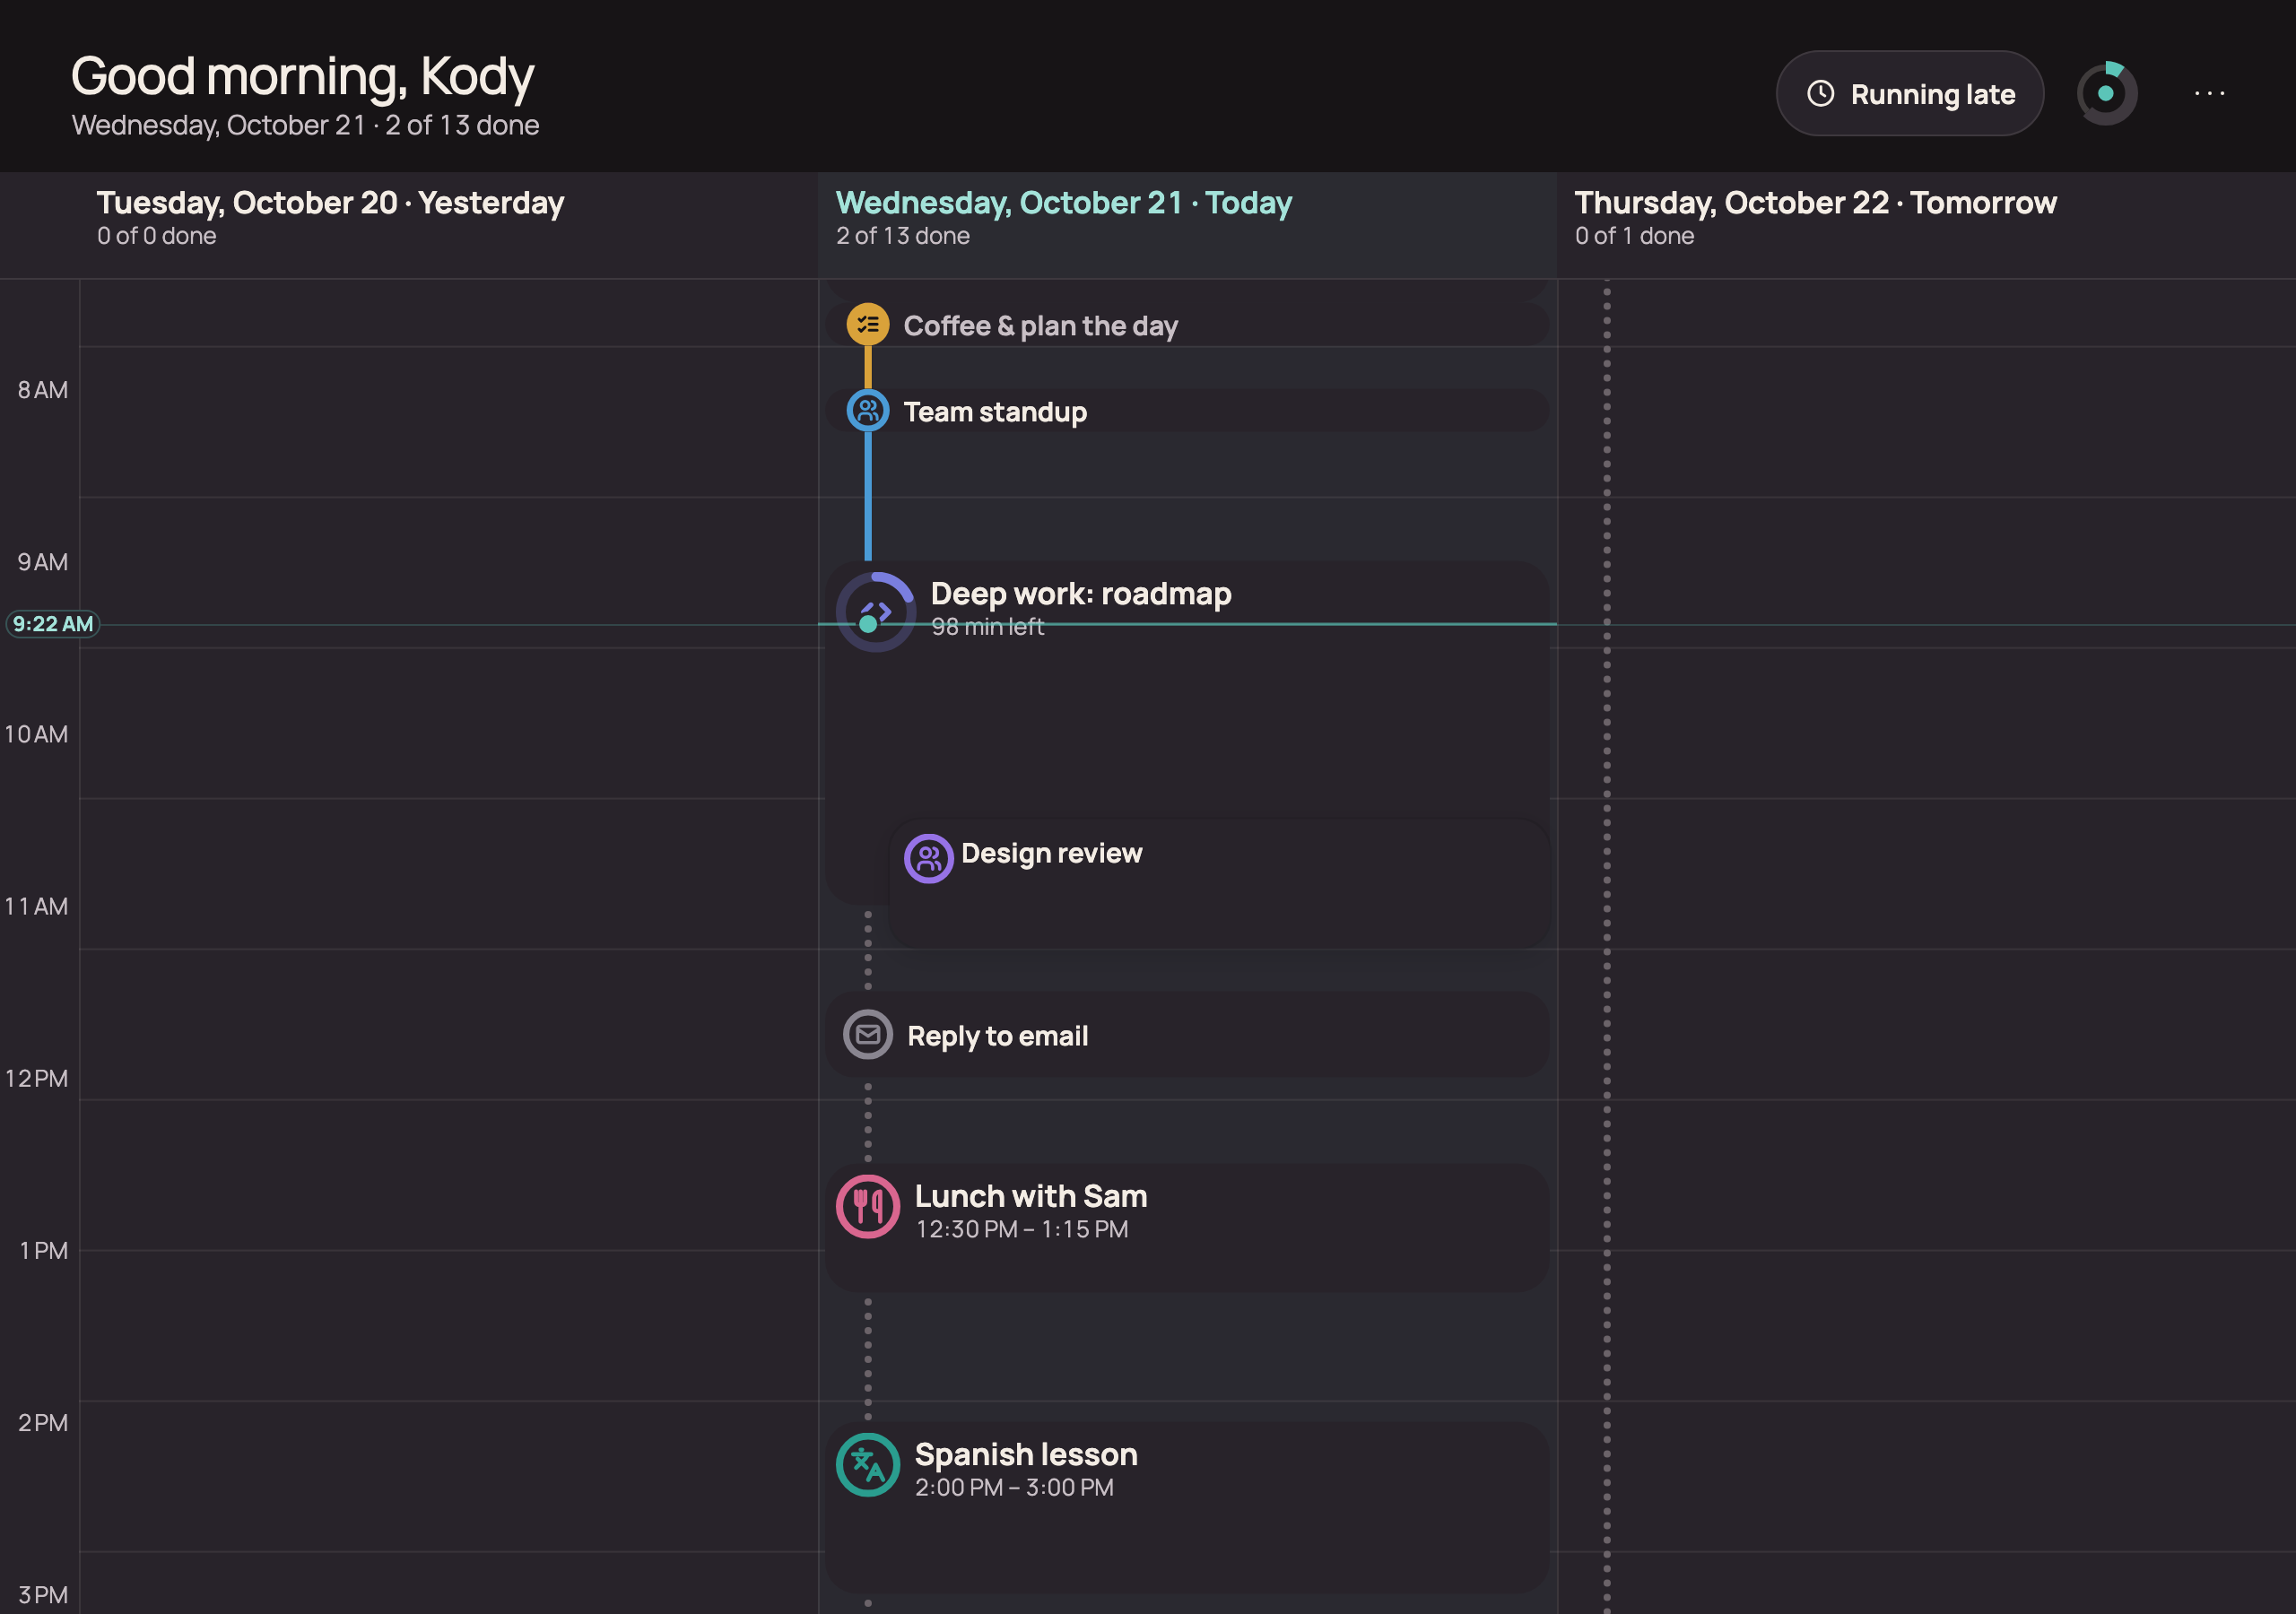 Good morning, Kody
Wednesday, October 21 · 2 of 13 done
Running late
Tuesday, October 20 · Yesterday
0 of 0 done
Wednesday, October 21 · Today
2 of 13 done
Thursday, October 22 · Tomorrow
0 of 1 done
Coffee & plan the day
8 AM
Team standup
9 AM
Deep work: roadmap
9:22 AM
98 min left
10 AM
Design review
11 AM
Reply to email
12 PM
Lunch with Sam
12:30 PM – 1:15 PM
1 PM
2 PM
Spanish lesson
2:00 PM – 3:00 PM
3 PM